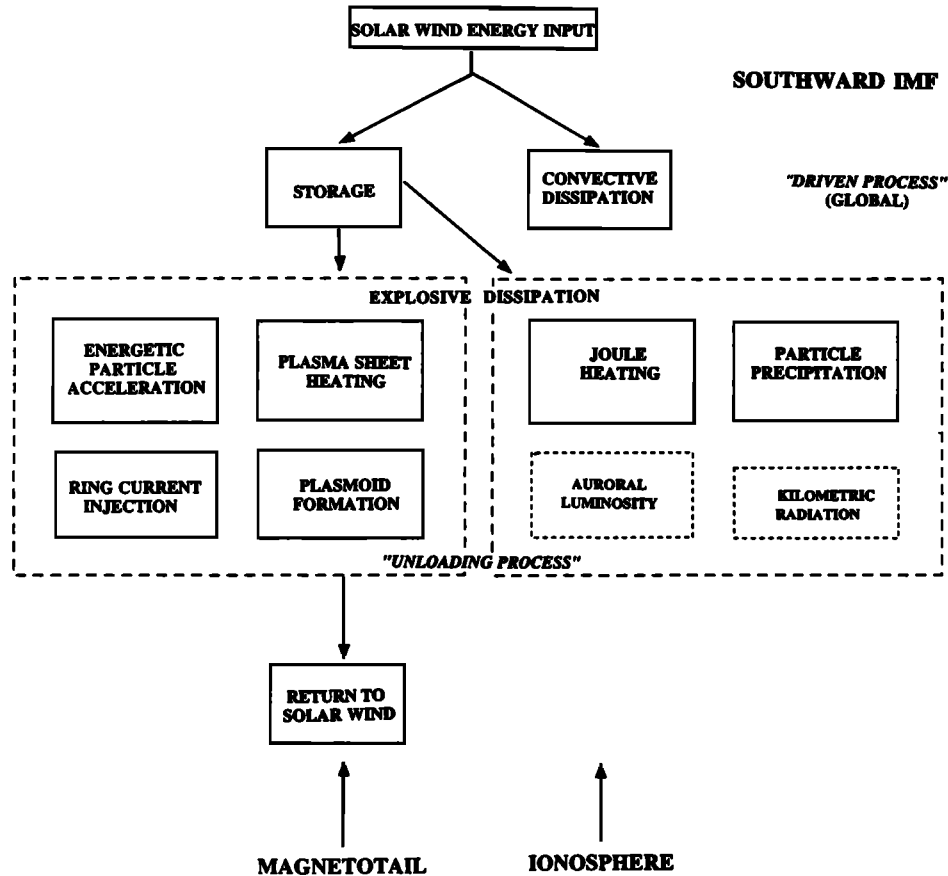 SOLAR WIND ENERGY INPUT
SOUTHWARD IMF
STORAGE
CONVECTIVE
DISSIPATION
"DRIVEN PROCESS"
(GLOBAL)
EXPLOSIVE DISSIPATION
ENERGETIC
PARTICLE
ACCELERATION
PLASMA SHEET
HEATING
JOULE
HEATING
PARTICLE
PRECIPITATION
RING CURRENT
INJECTION
PLASMOID
FORMATION
AURORAL
LUMINOSITY
KILOMETRIC
RADIATION
"UNLOADING PROCESS"
RETURN TO
SOLAR WIND
MAGNETOTAIL
IONOSPHERE